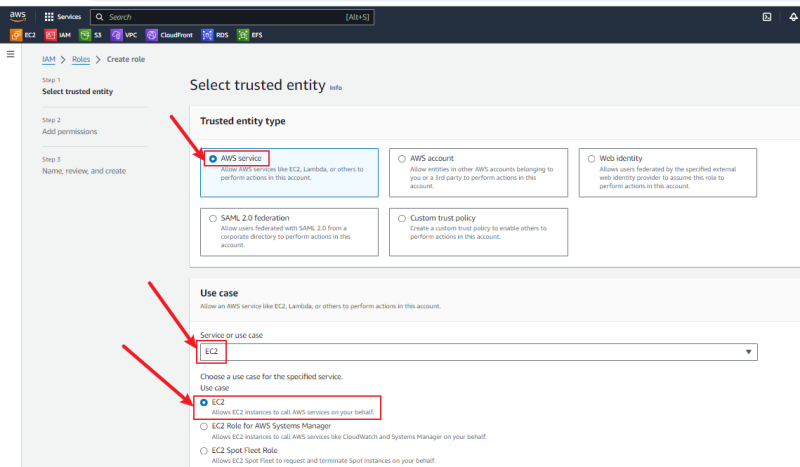 aws
Services
Search
[Alt+S]
EC2
IAM
S3
VPC
CloudFront
RDS
EFS
IAM > Roles > Create role
Step 1
Select trusted entity
Step 2
Add permissions
Step 3
Name, review, and create
Select trusted entity Info
Trusted entity type
AWS service
Allow AWS services like EC2, Lambda, or others to
perform actions in this account.
AWS account
Allow entities in other AWS accounts belonging to
you or a 3rd party to perform actions in this
account.
Web identity
Allows users federated by the specified external
web identity provider to assume this role to
perform actions in this account.
SAML 2.0 federation
Allow users federated with SAML 2.0 from a
corporate directory to perform actions in this
account.
Custom trust policy
Create a custom trust policy to enable others to
perform actions in this account.
Use case
Allow an AWS service like EC2, Lambda, or others to perform actions in this account.
Service or use case
EC2
Choose a use case for the specified service.
Use case
EC2
Allows EC2 instances to call AWS services on your behalf.
EC2 Role for AWS Systems Manager
Allows EC2 instances to call AWS services like CloudWatch and Systems Manager on your behalf.
EC2 Spot Fleet Role
Allows EC2 Spot Fleet to request and terminate Spot Instances on your behalf.